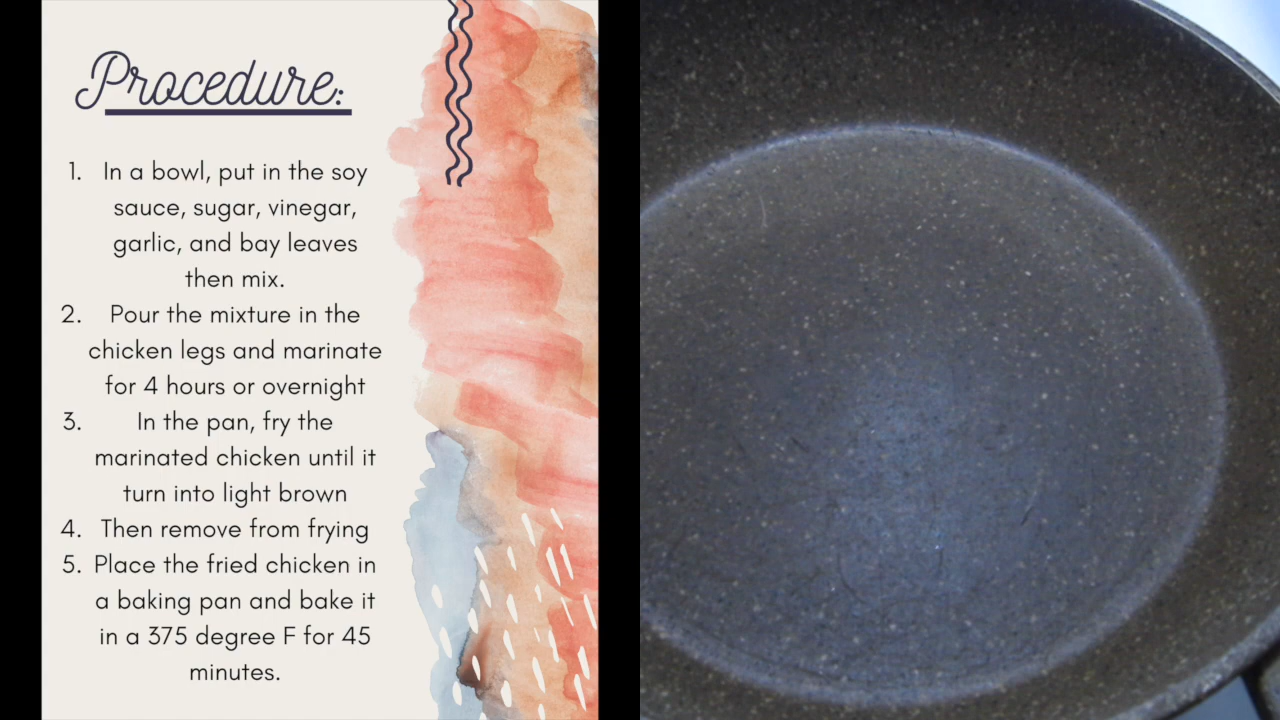 Procedure:
1. In a bowl, put in the soy
sauce, sugar, vinegar,
garlic, and bay leaves
then mix.
2. Pour the mixture in the
chicken legs and marinate
for 4 hours or overnight
3. In the pan, fry the
marinated chicken until it
turn into light brown
4. Then remove from frying
5. Place the fried chicken in
a baking pan and bake it
in a 375 degree F for 45
minutes.